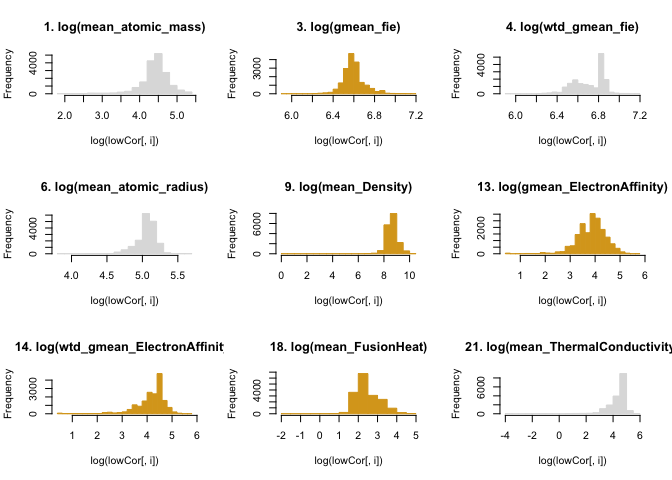 1. log(mean_atomic_mass)
Frequency
0 4000
2.0 3.0 4.0 5.0
log(lowCor[, i])
3. log(gmean_fie)
Frequency
0 3000
6.0 6.4 6.8 7.2
log(lowCor[, i])
4. log(wtd_gmean_fie)
Frequency
0 4000
6.0 6.4 6.8 7.2
log(lowCor[, i])
6. log(mean_atomic_radius)
Frequency
0 4000
4.0 4.5 5.0 5.5
log(lowCor[, i])
9. log(mean_Density)
Frequency
0 6000
0 2 4 6 8 10
log(lowCor[, i])
13. log(gmean_ElectronAffinity)
Frequency
0 2000
1 2 3 4 5 6
log(lowCor[, i])
14. log(wtd_gmean_ElectronAffinit
Frequency
0 3000
1 2 3 4 5 6
log(lowCor[, i])
18. log(mean_FusionHeat)
Frequency
0 4000
-2 -1 0 1 2 3 4 5
log(lowCor[, i])
21. log(mean_ThermalConductivity
Frequency
0 6000
-4 -2 0 2 4 6
log(lowCor[, i])